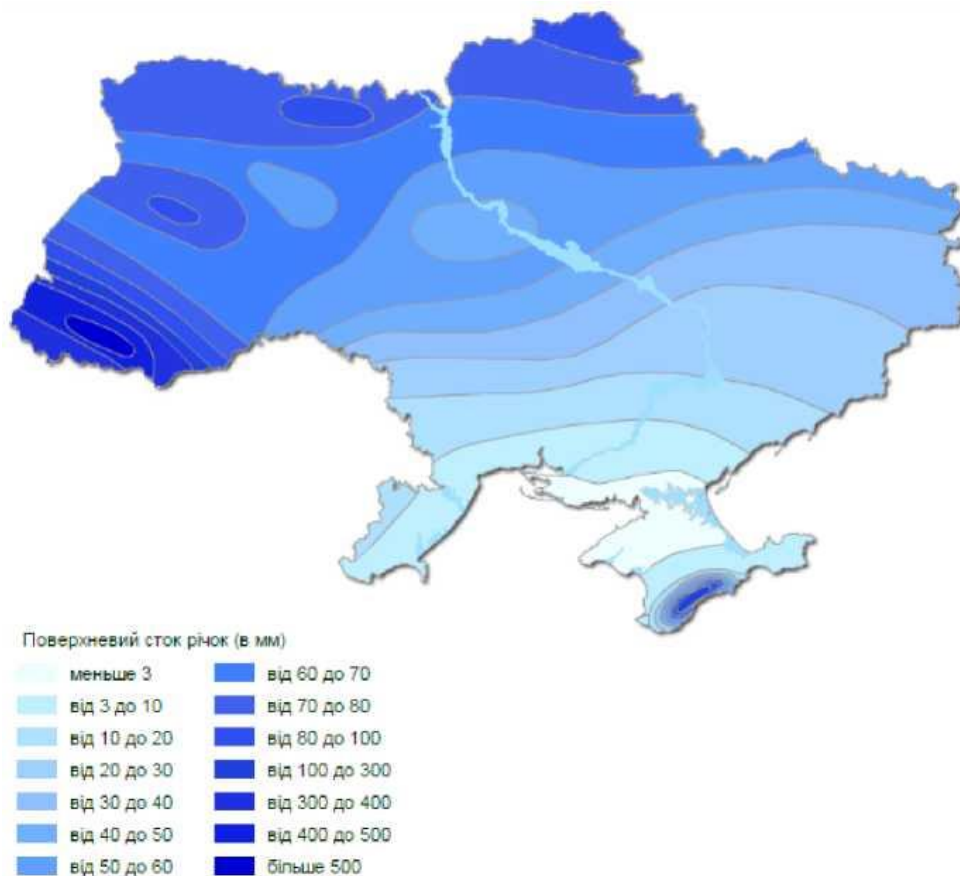 Поверхневий сток річок (в мм)
меньше 3
від 3 до 10
від 10 до 20
від 20 до 30
від 30 до 40
від 40 до 50
від 50 до 60
від 60 до 70
від 70 до 80
від 80 до 100
від 100 до 300
від 300 до 400
від 400 до 500
більше 500